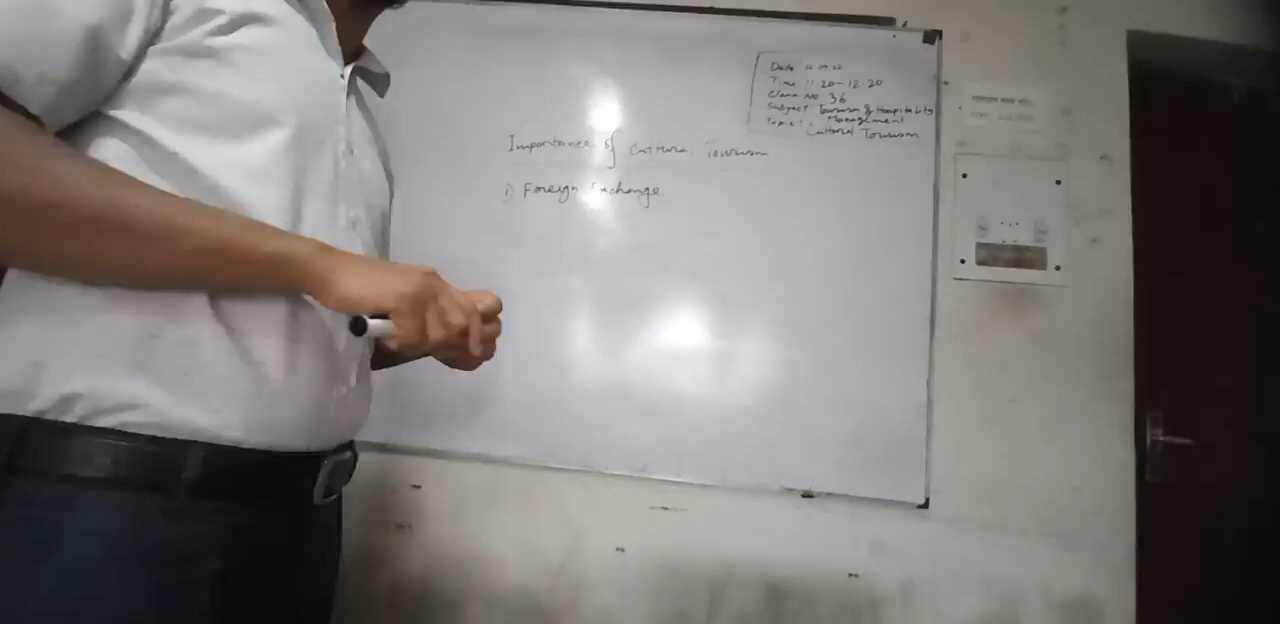 Date 
Time 11:20-12:20
Class No 36
Subject Tourism & Hospitality
Topic: Management
Cultural Tourism
Importance of Cultural Tourism
1) Foreign Exchange